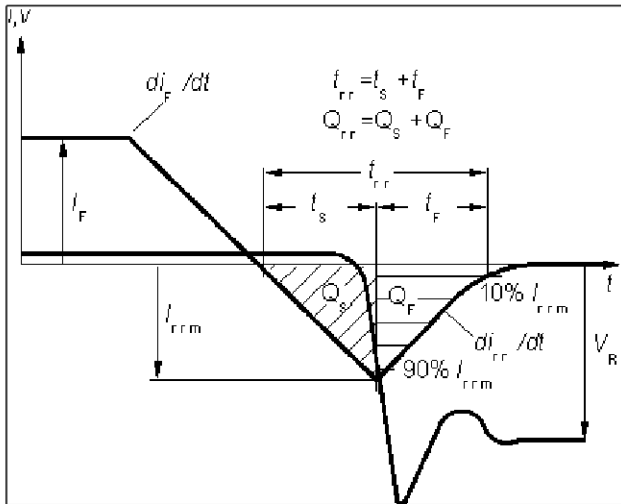 I,V
di_F /dt
t_rr =t_S +t_F
Q_rr =Q_S +Q_F
t_rr
t_S
t_F
I_F
Q_S
Q_F
10% I_rrm
t
I_rrm
di_rr /dt
90% I_rrm
V_R